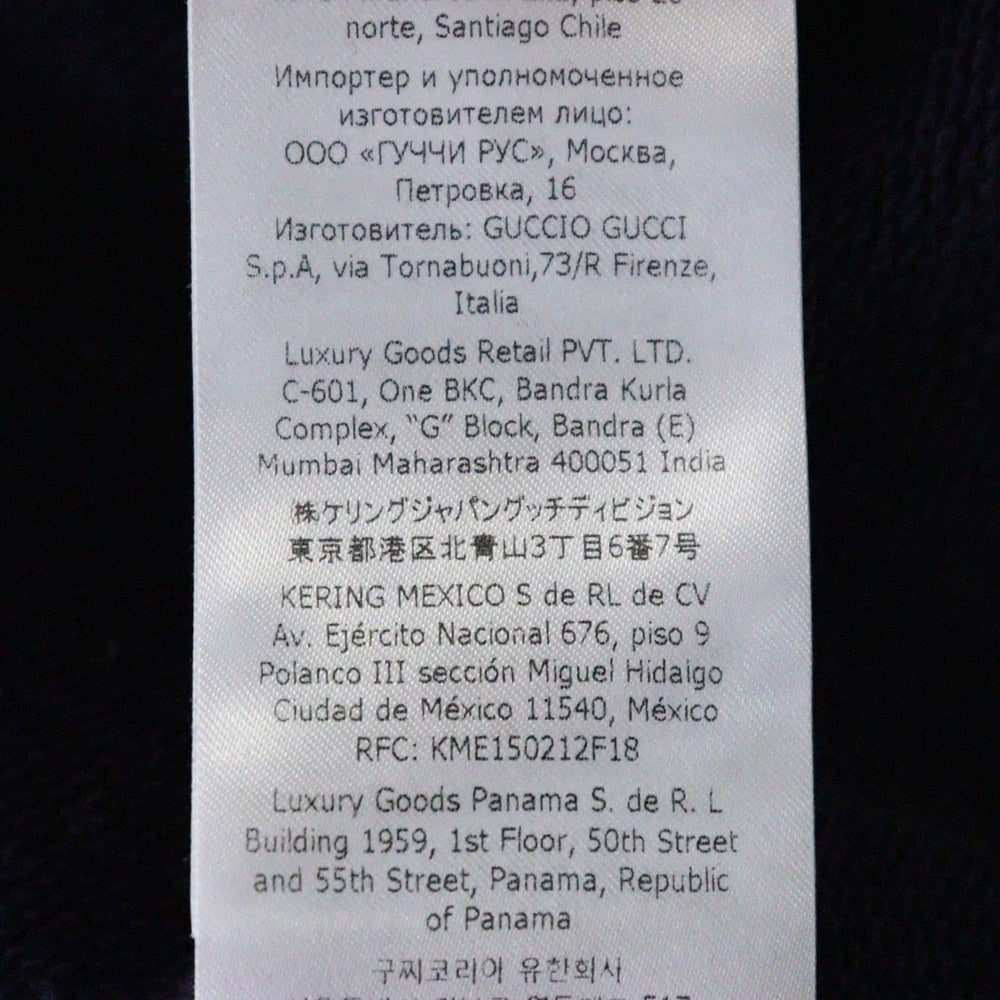 norte, Santiago Chile
Импортер и уполномоченное
изготовителем лицо:
ООО «ГУЧЧИ РУС», Москва,
Петровка, 16
Изготовитель: GUCCIO GUCCI
S.p.A, via Tornabuoni,73/R Firenze,
Italia
Luxury Goods Retail PVT. LTD.
C-601, One BKC, Bandra Kurla
Complex, “G” Block, Bandra (E)
Mumbai Maharashtra 400051 India
㈱ケリングジャパングッチディビジョン
東京都港区北青山3丁目6番7号
KERING MEXICO S de RL de CV
Av. Ejército Nacional 676, piso 9
Polanco III sección Miguel Hidalgo
Ciudad de México 11540, México
RFC: KME150212F18
Luxury Goods Panama S. de R. L
Building 1959, 1st Floor, 50th Street
and 55th Street, Panama, Republic
of Panama
구찌코리아 유한회사